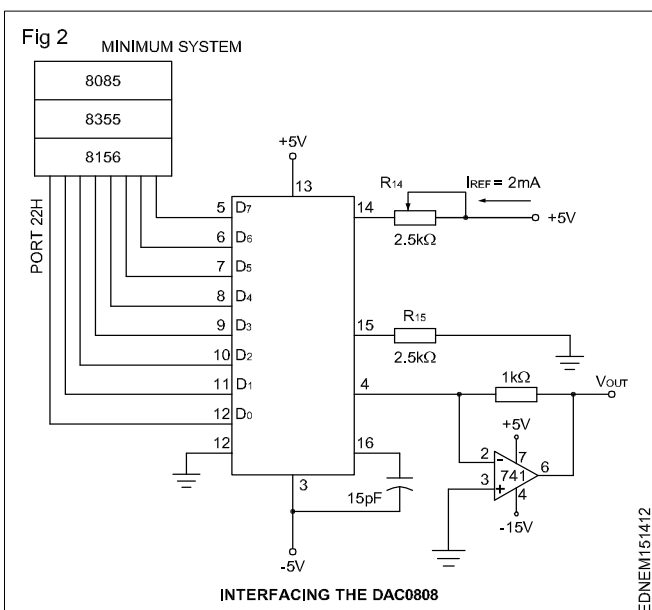 Fig 2
MINIMUM SYSTEM
8085
8355
8156
PORT 22H
+5V
13
5 D7
6 D6
7 D5
8 D4
9 D3
10 D2
11 D1
12 D0
12
3
-5V
14
R14
2.5kΩ
IREF = 2mA
+5V
15
R15
2.5kΩ
4
1kΩ
VOUT
16
15pF
+5V
2 -
7
741
6
3 +
4
-15V
INTERFACING THE DAC0808
EDNEM151412